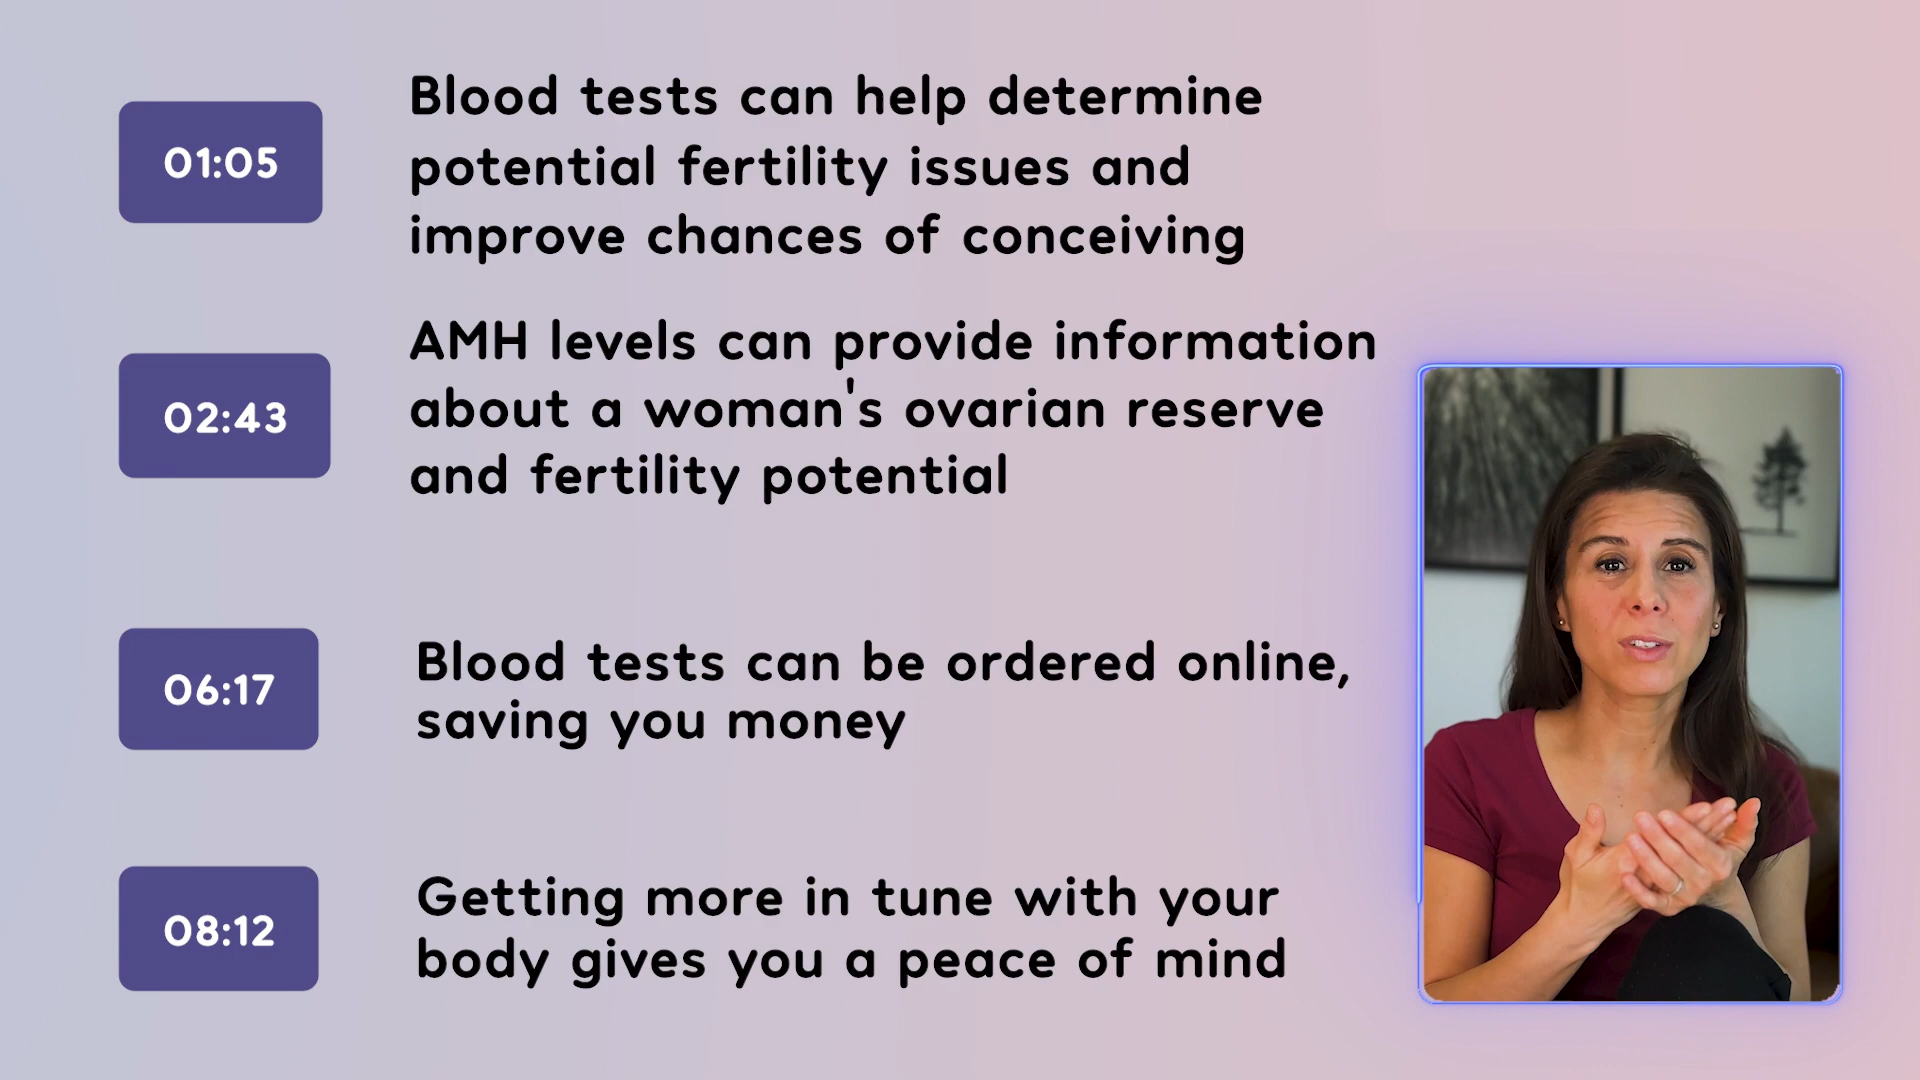 01:05
Blood tests can help determine
potential fertility issues and
improve chances of conceiving
02:43
AMH levels can provide information
about a woman's ovarian reserve
and fertility potential
06:17
Blood tests can be ordered online,
saving you money
08:12
Getting more in tune with your
body gives you a peace of mind